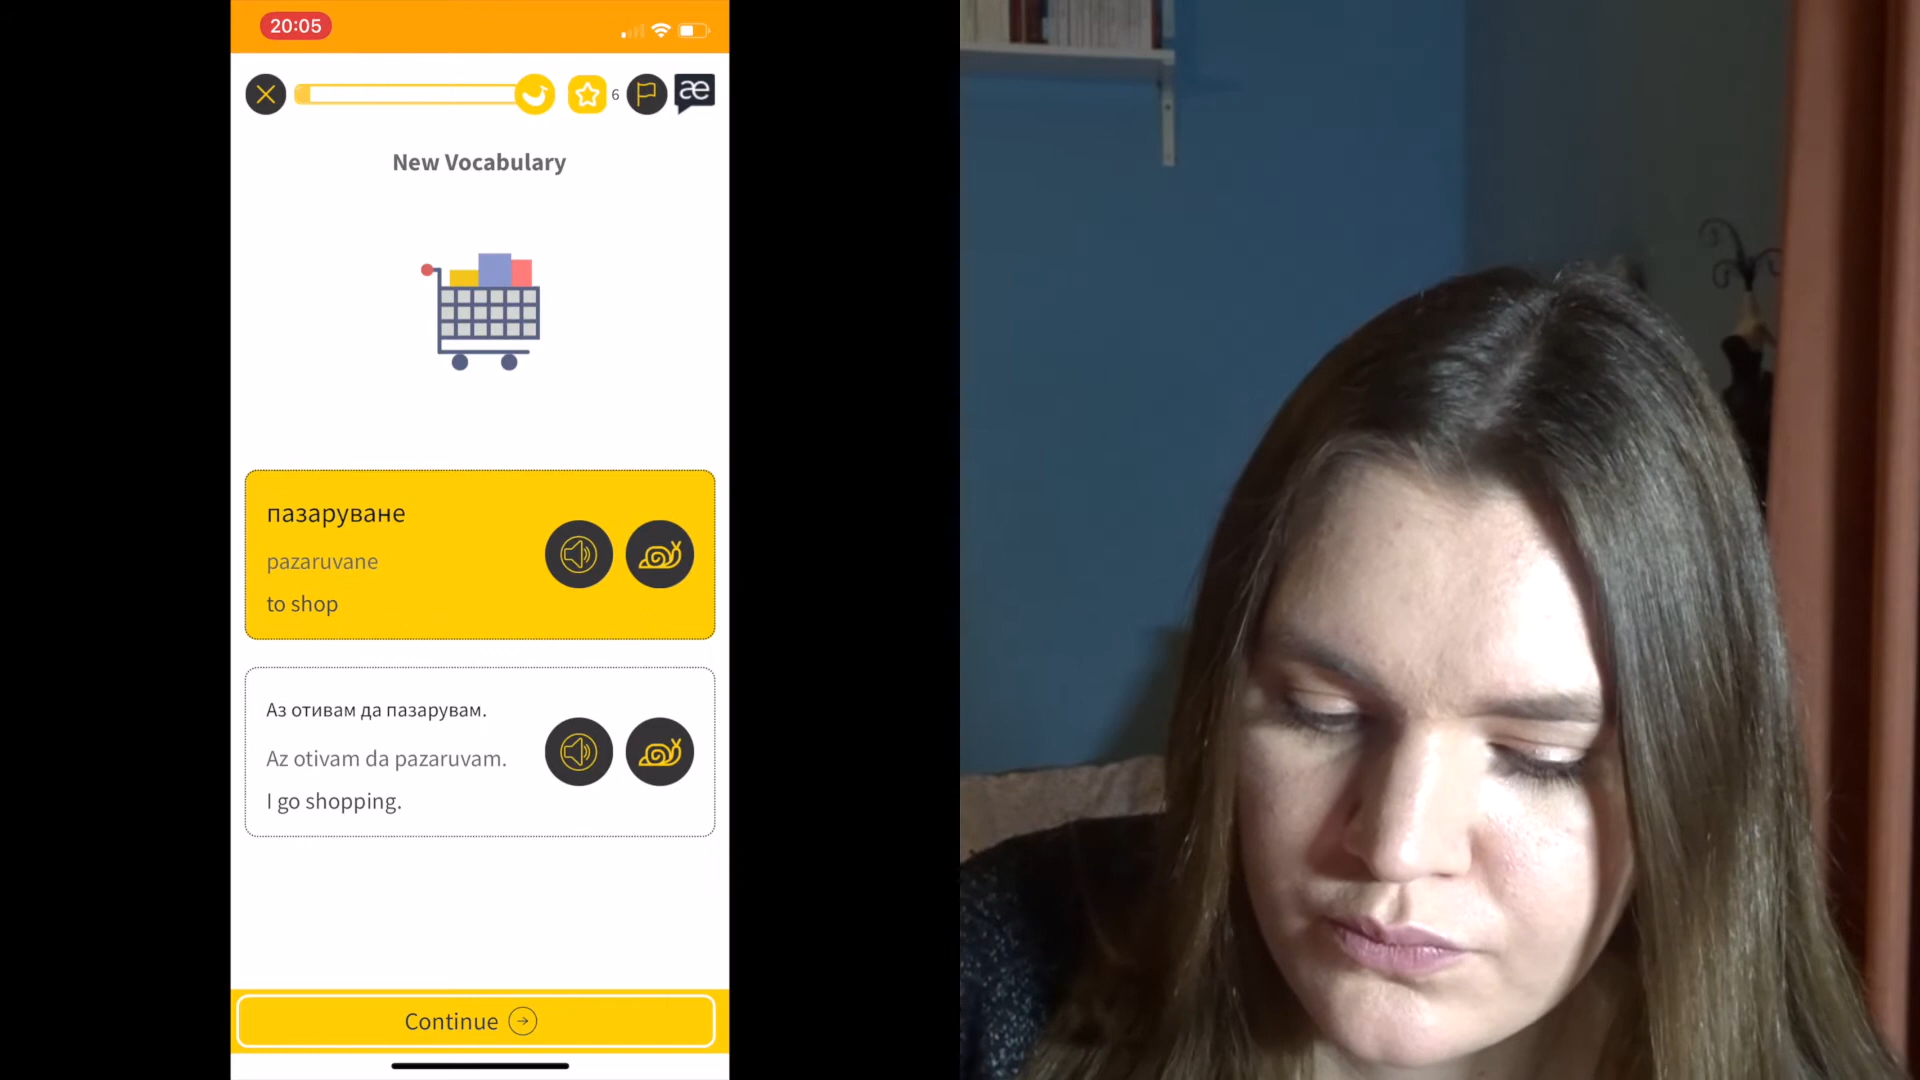 20:05
6
æ
New Vocabulary
пазаруване
pazaruvane
to shop
Аз отивам да пазарувам.
Az otivam da pazaruvam.
I go shopping.
Continue